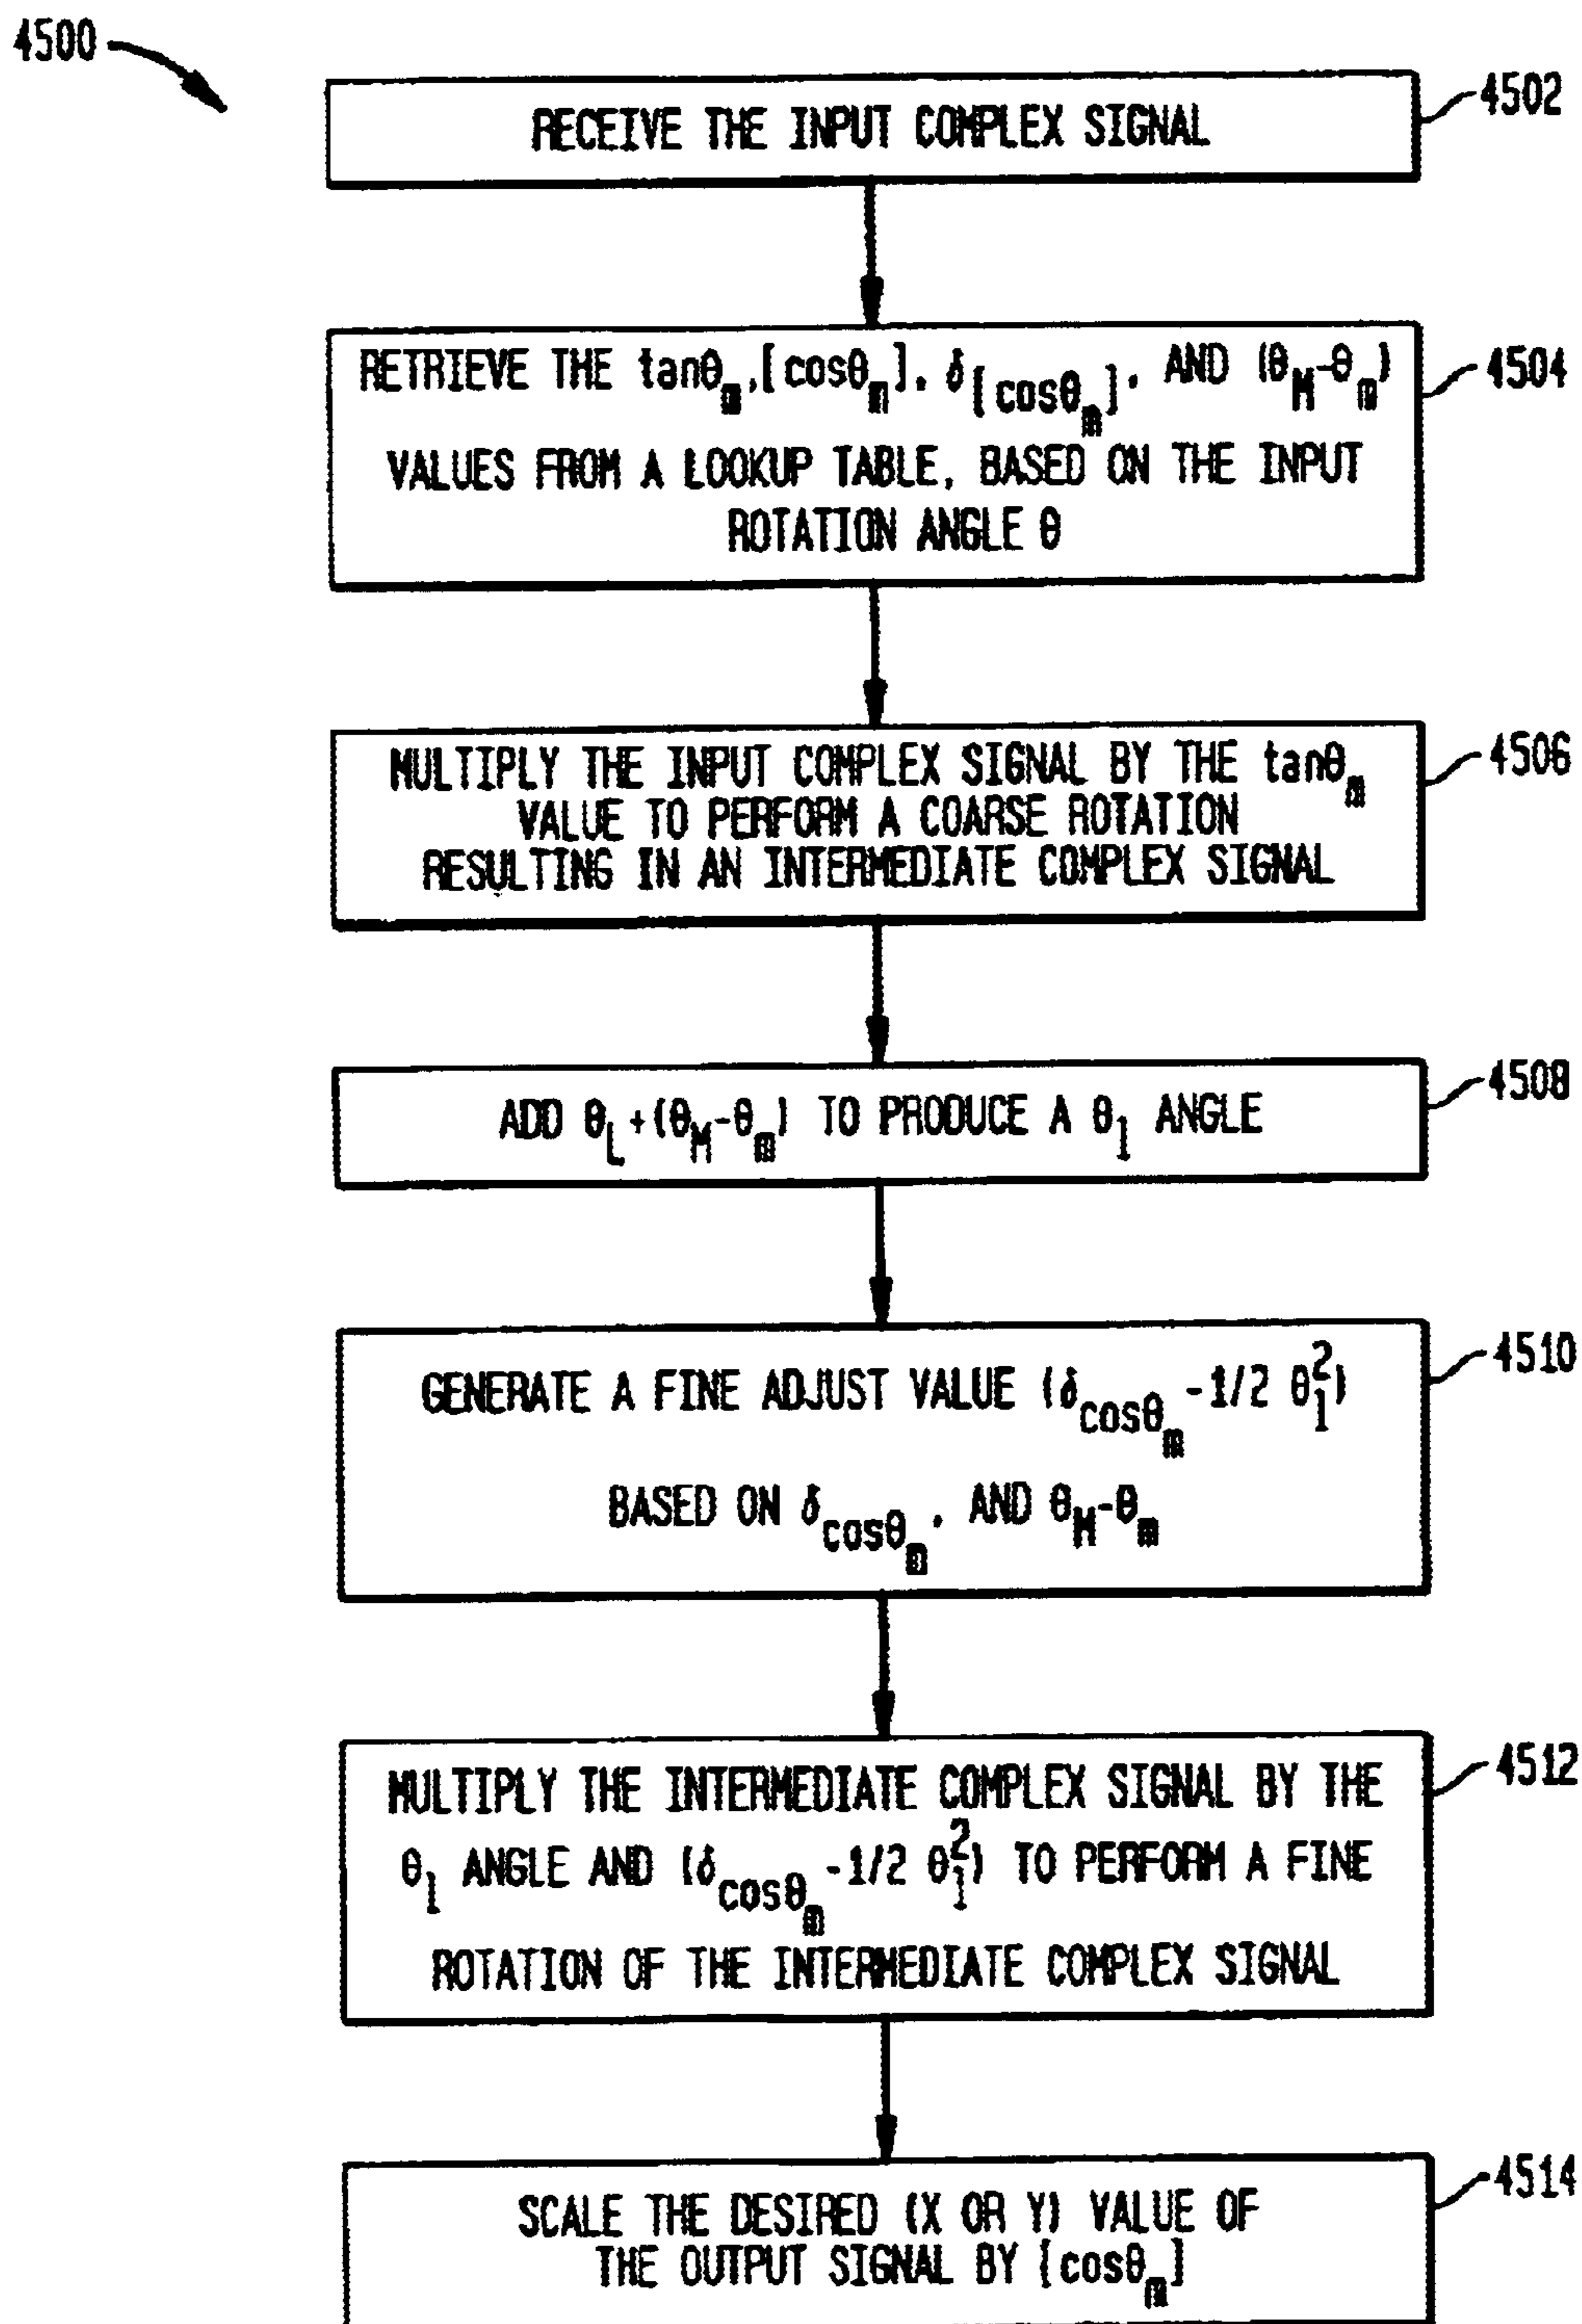 4500
RECEIVE THE INPUT COMPLEX SIGNAL
4502
RETRIEVE THE tanθm,[cosθm], δ[cosθm], AND (θM-θm)
VALUES FROM A LOOKUP TABLE, BASED ON THE INPUT
ROTATION ANGLE θ
4504
MULTIPLY THE INPUT COMPLEX SIGNAL BY THE tanθm
VALUE TO PERFORM A COARSE ROTATION
RESULTING IN AN INTERMEDIATE COMPLEX SIGNAL
4506
ADD θL+(θM-θm) TO PRODUCE A θl ANGLE
4508
GENERATE A FINE ADJUST VALUE (δcosθm-1/2 θl2)
BASED ON δcosθm, AND θM-θm
4510
MULTIPLY THE INTERMEDIATE COMPLEX SIGNAL BY THE
θl ANGLE AND (δcosθm-1/2 θl2) TO PERFORM A FINE
ROTATION OF THE INTERMEDIATE COMPLEX SIGNAL
4512
SCALE THE DESIRED (X OR Y) VALUE OF
THE OUTPUT SIGNAL BY [cosθm]
4514